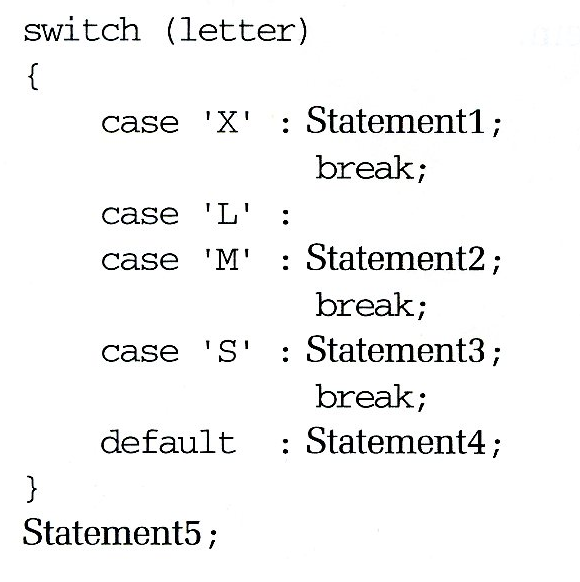 switch (letter)
{
case 'X' : Statement1;
break;
case 'L' :
case 'M' : Statement2;
break;
case 'S' : Statement3;
break;
default : Statement4;
}
Statement5;